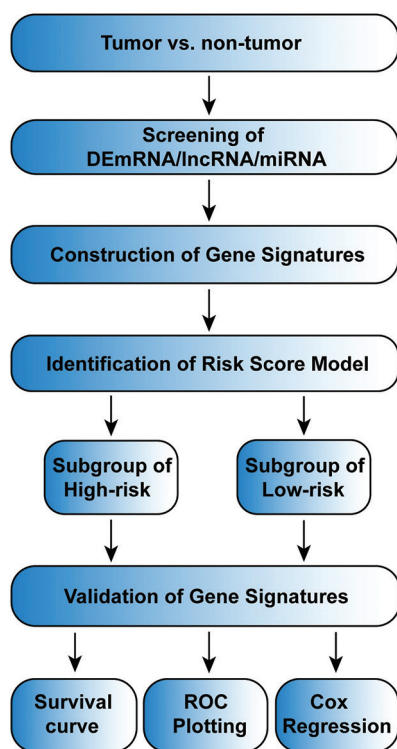 Tumor vs. non-tumor
Screening of
DEmRNA/lncRNA/miRNA
Construction of Gene Signatures
Identification of Risk Score Model
Subgroup of
High-risk
Subgroup of
Low-risk
Validation of Gene Signatures
Survival
curve
ROC
Plotting
Cox
Regression